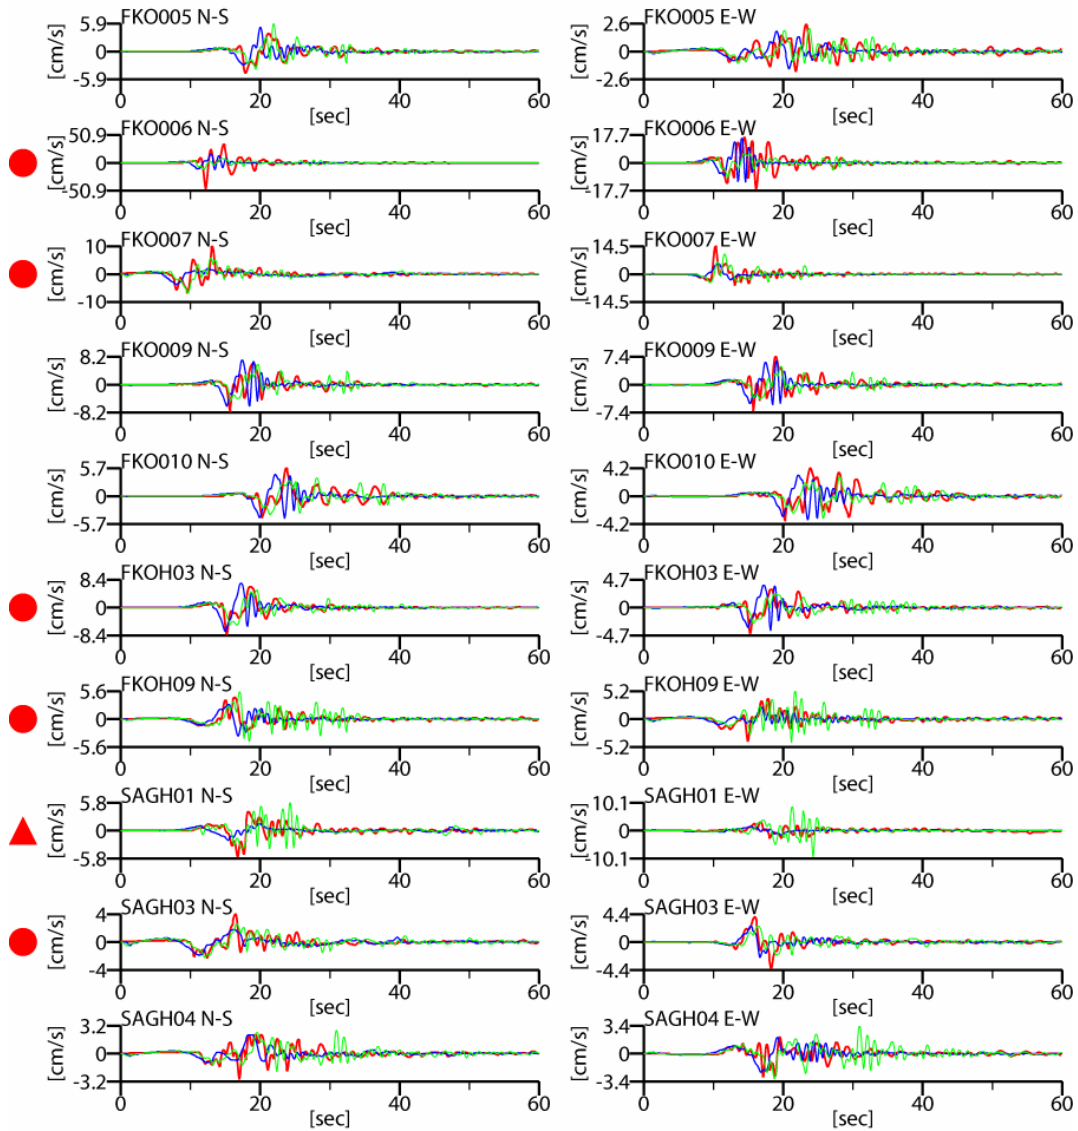 5.9 FKO005 N-S 2.6 FKO005 E-W
[cm/s] 0 [cm/s] 0
-5.9 -2.6
0 20 40 60 0 20 40 60
[sec] [sec]
50.9 FKO006 N-S 17.7 FKO006 E-W
[cm/s] 0 [cm/s] 0
-50.9 -17.7
0 20 40 60 0 20 40 60
[sec] [sec]
10 FKO007 N-S 14.5 FKO007 E-W
[cm/s] 0 [cm/s] 0
-10 -14.5
0 20 40 60 0 20 40 60
[sec] [sec]
8.2 FKO009 N-S 7.4 FKO009 E-W
[cm/s] 0 [cm/s] 0
-8.2 -7.4
0 20 40 60 0 20 40 60
[sec] [sec]
5.7 FKO010 N-S 4.2 FKO010 E-W
[cm/s] 0 [cm/s] 0
-5.7 -4.2
0 20 40 60 0 20 40 60
[sec] [sec]
8.4 FKOH03 N-S 4.7 FKOH03 E-W
[cm/s] 0 [cm/s] 0
-8.4 -4.7
0 20 40 60 0 20 40 60
[sec] [sec]
5.6 FKOH09 N-S 5.2 FKOH09 E-W
[cm/s] 0 [cm/s] 0
-5.6 -5.2
0 20 40 60 0 20 40 60
[sec] [sec]
5.8 SAGH01 N-S 10.1 SAGH01 E-W
[cm/s] 0 [cm/s] 0
-5.8 -10.1
0 20 40 60 0 20 40 60
[sec] [sec]
4 SAGH03 N-S 4.4 SAGH03 E-W
[cm/s] 0 [cm/s] 0
-4 -4.4
0 20 40 60 0 20 40 60
[sec] [sec]
3.2 SAGH04 N-S 3.4 SAGH04 E-W
[cm/s] 0 [cm/s] 0
-3.2 -3.4
0 20 40 60 0 20 40 60
[sec] [sec]